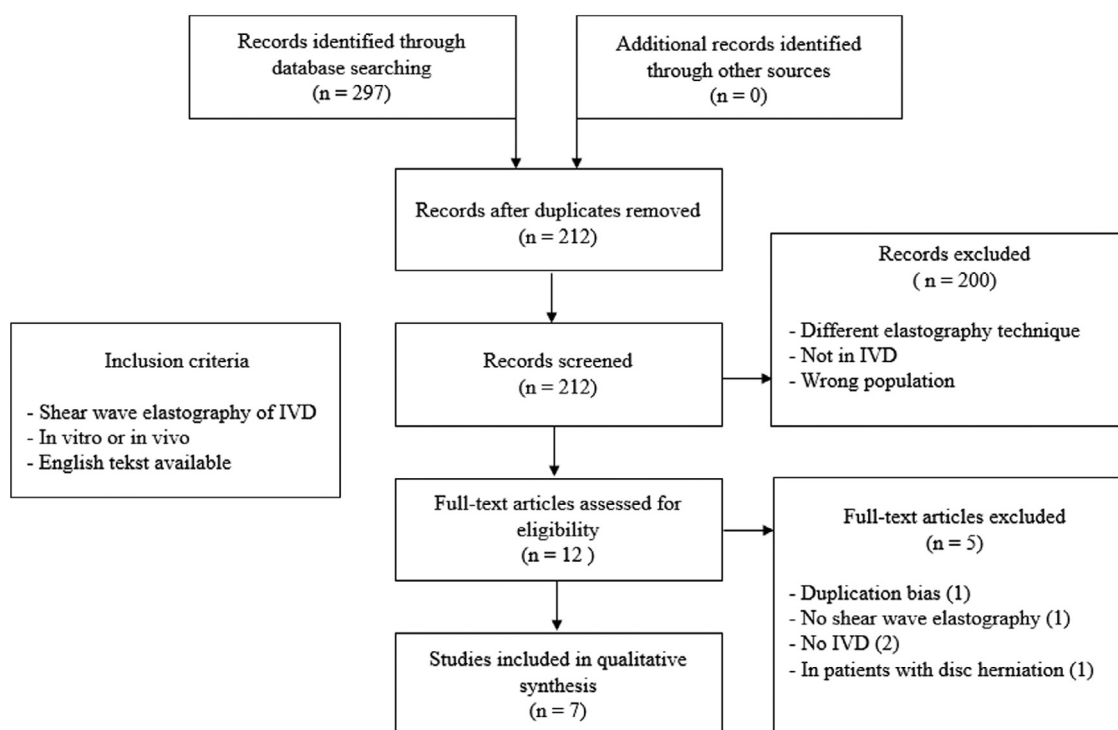 Records identified through
database searching
(n = 297)
Additional records identified
through other sources
(n = 0)
Records after duplicates removed
(n = 212)
Records excluded
( n = 200)
- Different elastography technique
- Not in IVD
- Wrong population
Inclusion criteria
- Shear wave elastography of IVD
- In vitro or in vivo
- English tekst available
Records screened
(n = 212)
Full-text articles assessed for
eligibility
(n = 12 )
Full-text articles excluded
(n = 5)
- Duplication bias (1)
- No shear wave elastography (1)
- No IVD (2)
- In patients with disc herniation (1)
Studies included in qualitative
synthesis
(n = 7)